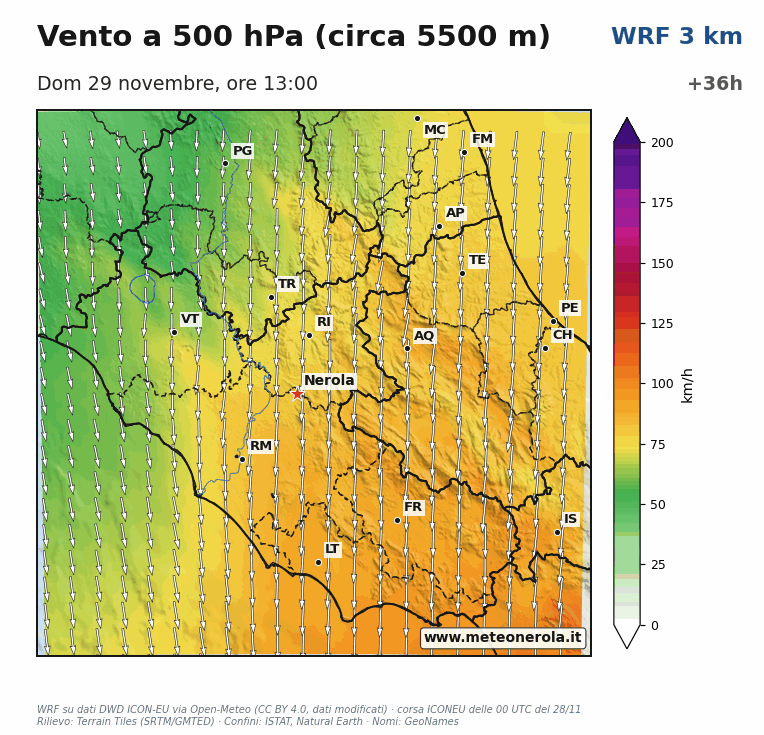 Vento a 500 hPa (circa 5500 m)
WRF 3 km
Dom 29 novembre, ore 13:00
+36h
MC
FM
PG
AP
TE
TR
PE
VT
RI
AQ
CH
Nerola
RM
FR
IS
LT
www.meteonerola.it
200
175
150
125
100
75
50
25
0
km/h
WRF su dati DWD ICON-EU via Open-Meteo (CC BY 4.0, dati modificati) · corsa ICONEU delle 00 UTC del 28/11
Rilievo: Terrain Tiles (SRTM/GMTED) · Confini: ISTAT, Natural Earth · Nomi: GeoNames